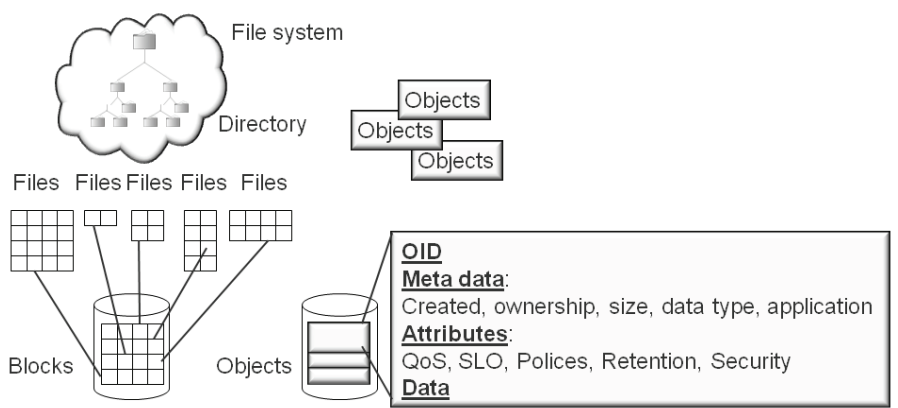 File system
Directory
Files Files Files Files Files
Blocks
Objects
Objects
Objects
Objects
OID
Meta data:
Created, ownership, size, data type, application
Attributes:
QoS, SLO, Polices, Retention, Security
Data